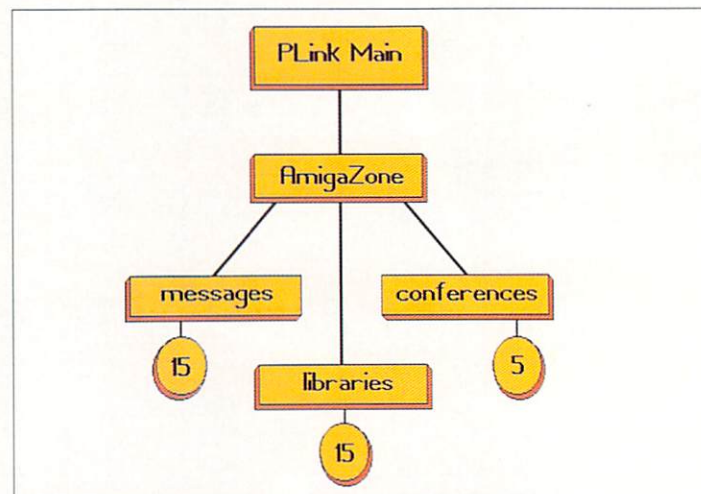 PLink Main
AmigaZone
messages
conferences
15
5
libraries
15